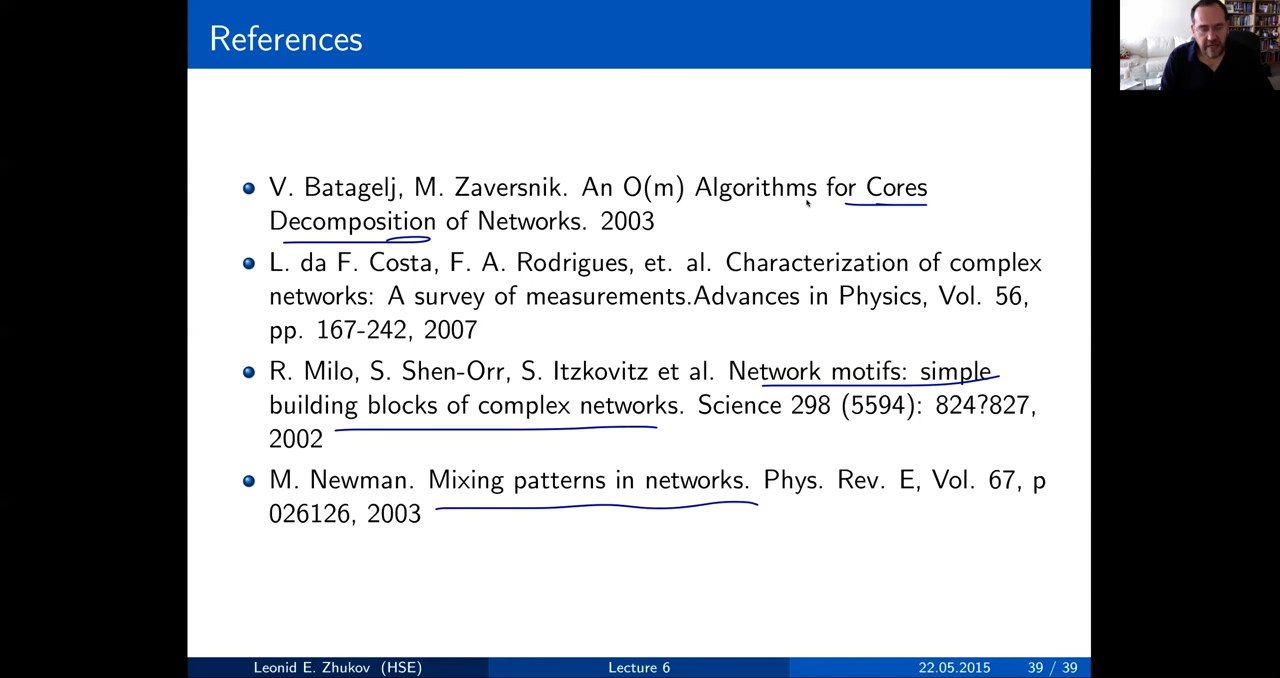 References
V. Batagelj, M. Zaversnik. An O(m) Algorithms for Cores
Decomposition of Networks. 2003
L. da F. Costa, F. A. Rodrigues, et. al. Characterization of complex
networks: A survey of measurements.Advances in Physics, Vol. 56,
pp. 167-242, 2007
R. Milo, S. Shen-Orr, S. Itzkovitz et al. Network motifs: simple
building blocks of complex networks. Science 298 (5594): 824?827,
2002
M. Newman. Mixing patterns in networks. Phys. Rev. E, Vol. 67, p
026126, 2003
Leonid E. Zhukov (HSE) Lecture 6 22.05.2015 39 / 39